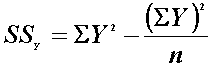 SS_y = ΣY² − (ΣY)² / n